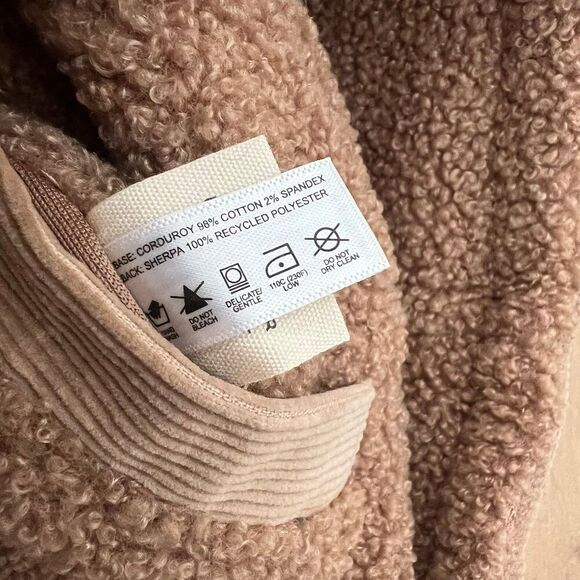 BASE: CORDUROY 98% COTTON 2% SPANDEX
BACK: SHERPA 100% RECYCLED POLYESTER
DO NOT
BLEACH
DELICATE/
GENTLE
110C (230F)
LOW
DO NOT
DRY CLEAN